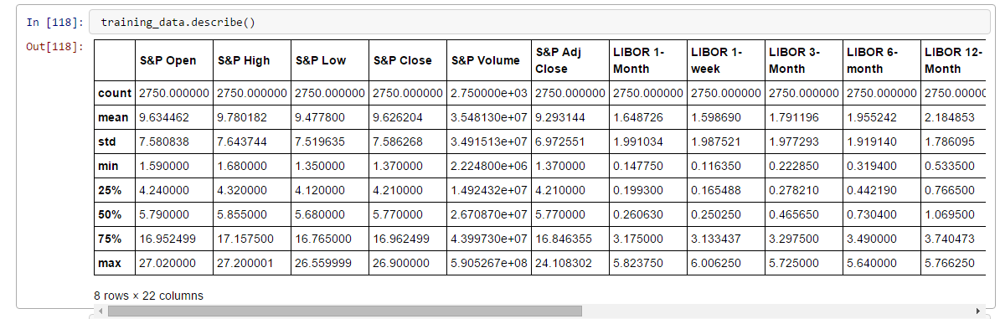 In [118]: training_data.describe()
Out[118]:
S&P Open S&P High S&P Low S&P Close S&P Volume S&P Adj Close LIBOR 1-Month LIBOR 1-week LIBOR 3-Month LIBOR 6-month LIBOR 12-Month
count 2750.000000 2750.000000 2750.000000 2750.000000 2.750000e+03 2750.000000 2750.000000 2750.000000 2750.000000 2750.000000 2750.00000
mean 9.634462 9.780182 9.477800 9.626204 3.548130e+07 9.293144 1.648726 1.598690 1.791196 1.955242 2.184853
std 7.580838 7.643744 7.519635 7.586268 3.491513e+07 6.972551 1.991034 1.987521 1.977293 1.919140 1.786095
min 1.590000 1.680000 1.350000 1.370000 2.224800e+06 1.370000 0.147750 0.116350 0.222850 0.319400 0.533500
25% 4.240000 4.320000 4.120000 4.210000 1.492432e+07 4.210000 0.199300 0.165488 0.278210 0.442190 0.766500
50% 5.790000 5.855000 5.680000 5.770000 2.670870e+07 5.770000 0.260630 0.250250 0.465650 0.730400 1.069500
75% 16.952499 17.157500 16.765000 16.962499 4.399730e+07 16.846355 3.175000 3.133437 3.297500 3.490000 3.740473
max 27.020000 27.200001 26.559999 26.900000 5.905267e+08 24.108302 5.823750 6.006250 5.725000 5.640000 5.766250
8 rows × 22 columns